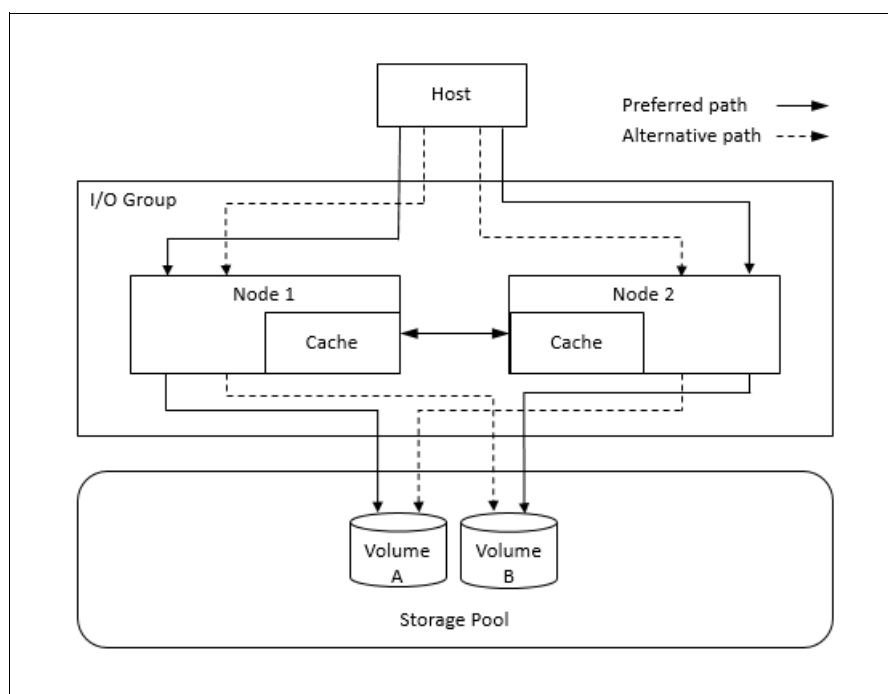 Host
Preferred path
Alternative path
I/O Group
Node 1
Node 2
Cache
Cache
Volume
A
Volume
B
Storage Pool